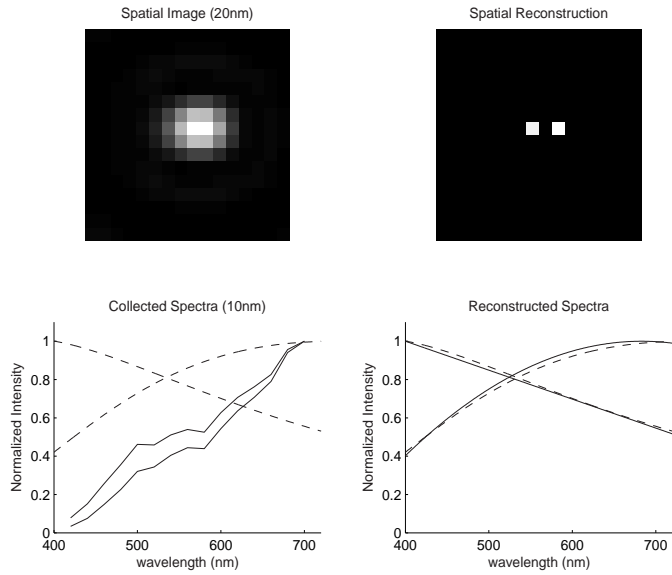 Spatial Image (20nm)
Spatial Reconstruction
Collected Spectra (10nm)
1
0.8
0.6
0.4
0.2
0
Normalized Intensity
400
500
600
700
wavelength (nm)
Reconstructed Spectra
1
0.8
0.6
0.4
0.2
0
Normalized Intensity
400
500
600
700
wavelength (nm)